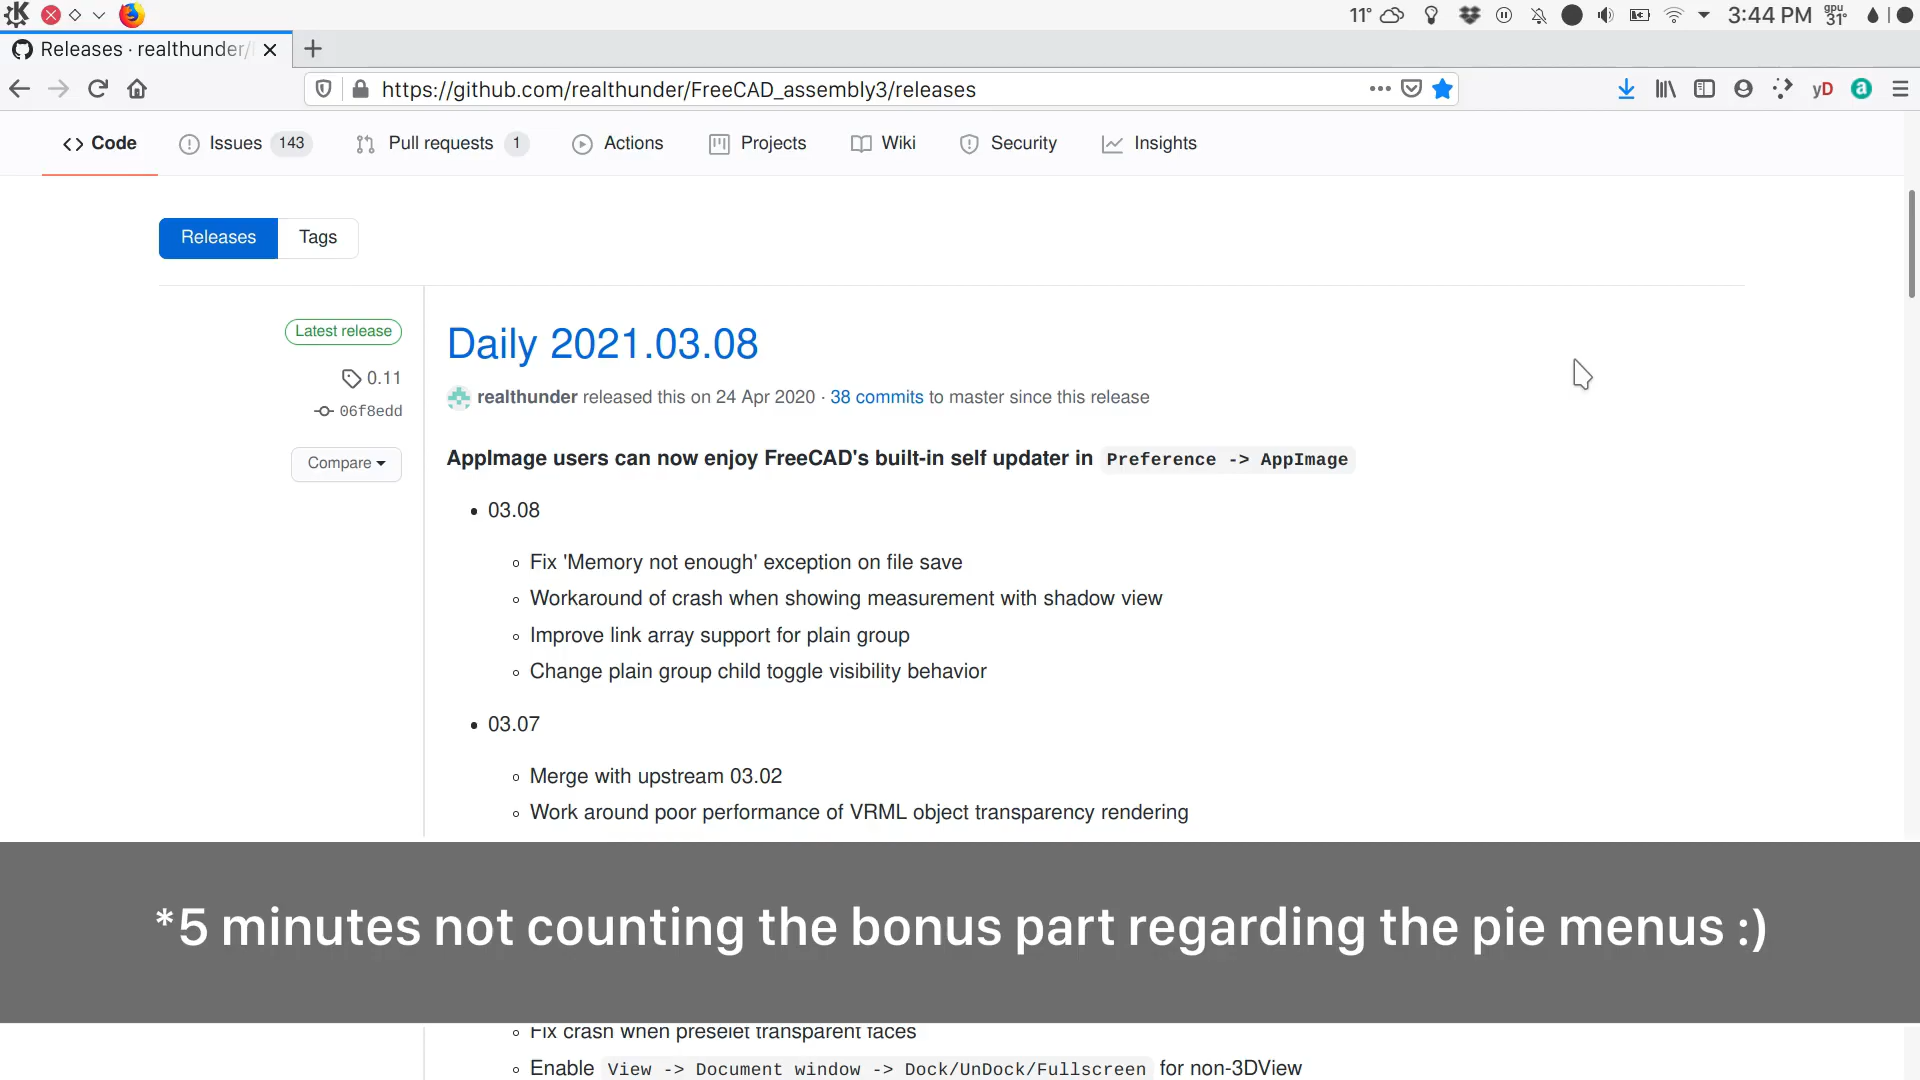 11°
3:44 PM
gpu
31°
Releases · realthunder/
https://github.com/realthunder/FreeCAD_assembly3/releases
yD
a
Code
Issues 143
Pull requests 1
Actions
Projects
Wiki
Security
Insights
Releases
Tags
Latest release
0.11
06f8edd
Compare
Daily 2021.03.08
realthunder released this on 24 Apr 2020 · 38 commits to master since this release
AppImage users can now enjoy FreeCAD's built-in self updater in Preference -> AppImage
• 03.08
Fix 'Memory not enough' exception on file save
Workaround of crash when showing measurement with shadow view
Improve link array support for plain group
Change plain group child toggle visibility behavior
• 03.07
Merge with upstream 03.02
Work around poor performance of VRML object transparency rendering
*5 minutes not counting the bonus part regarding the pie menus :)
Fix crash when preselet transparent faces
Enable View -> Document window -> Dock/UnDock/Fullscreen for non-3DView